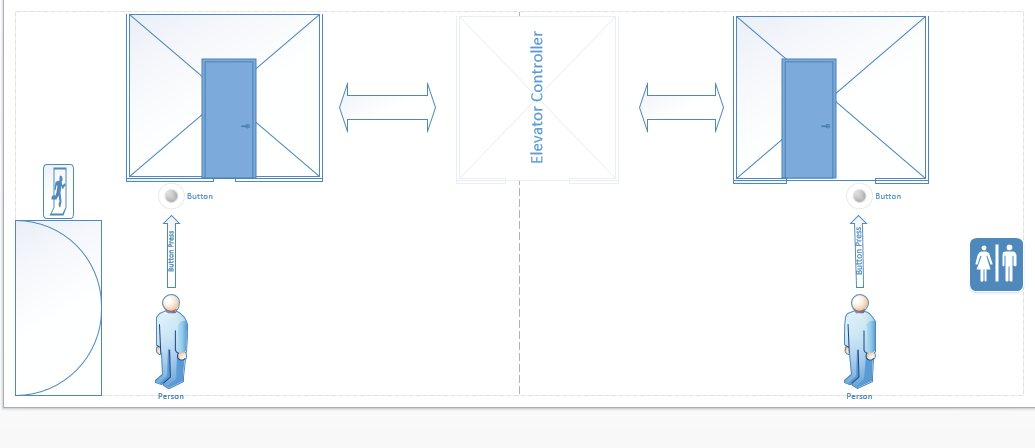 Elevator Controller
Button
Button
Button Press
Button Press
Person
Person